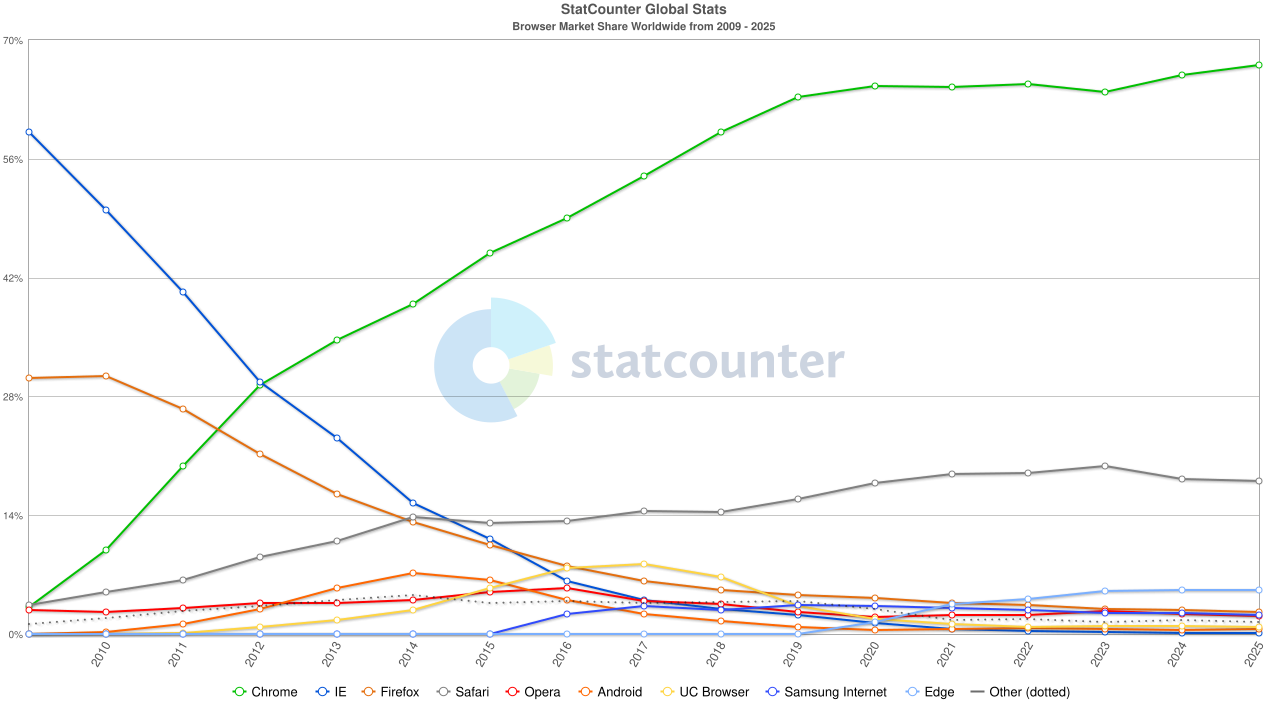 StatCounter Global Stats
Browser Market Share Worldwide from 2009 - 2025
70%
56%
42%
28%
14%
0%
statcounter
2010 2011 2012 2013 2014 2015 2016 2017 2018 2019 2020 2021 2022 2023 2024 2025
Chrome IE Firefox Safari Opera Android UC Browser Samsung Internet Edge Other (dotted)